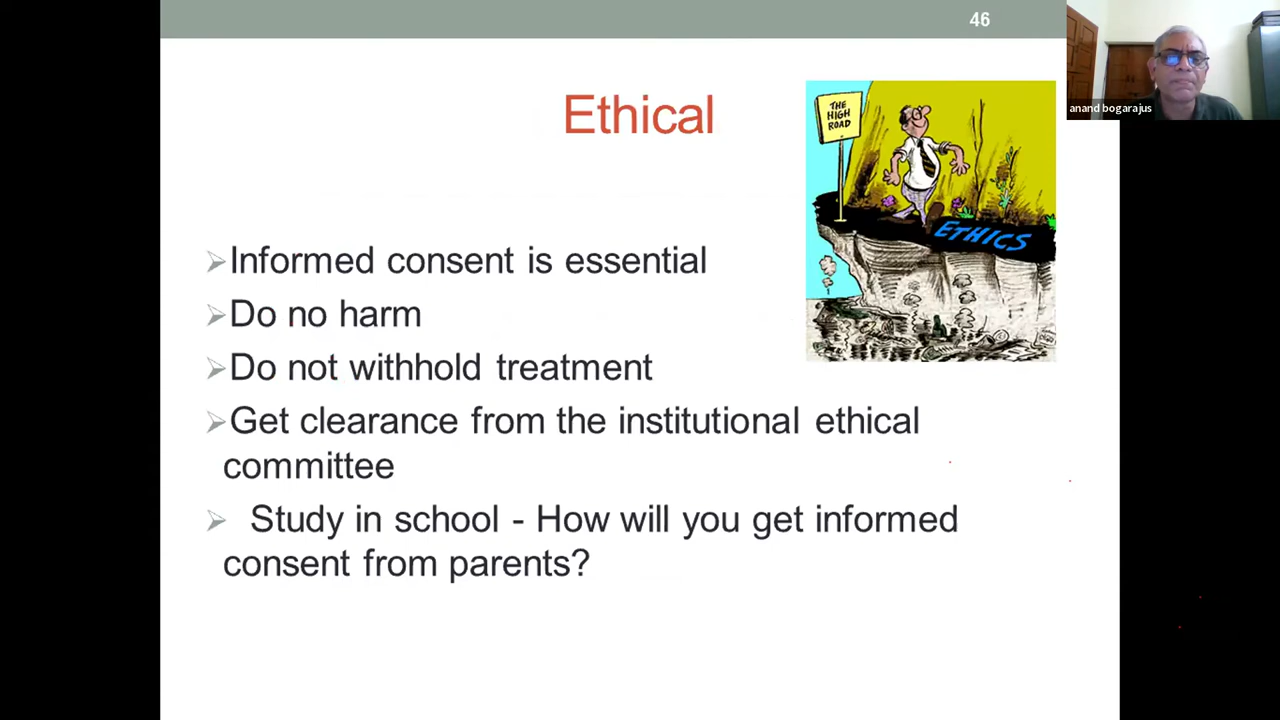 46
anand bogarajus
Ethical
THE
HIGH
ROAD
ETHICS
➢Informed consent is essential
➢Do no harm
➢Do not withhold treatment
➢Get clearance from the institutional ethical
committee
➢ Study in school - How will you get informed
consent from parents?